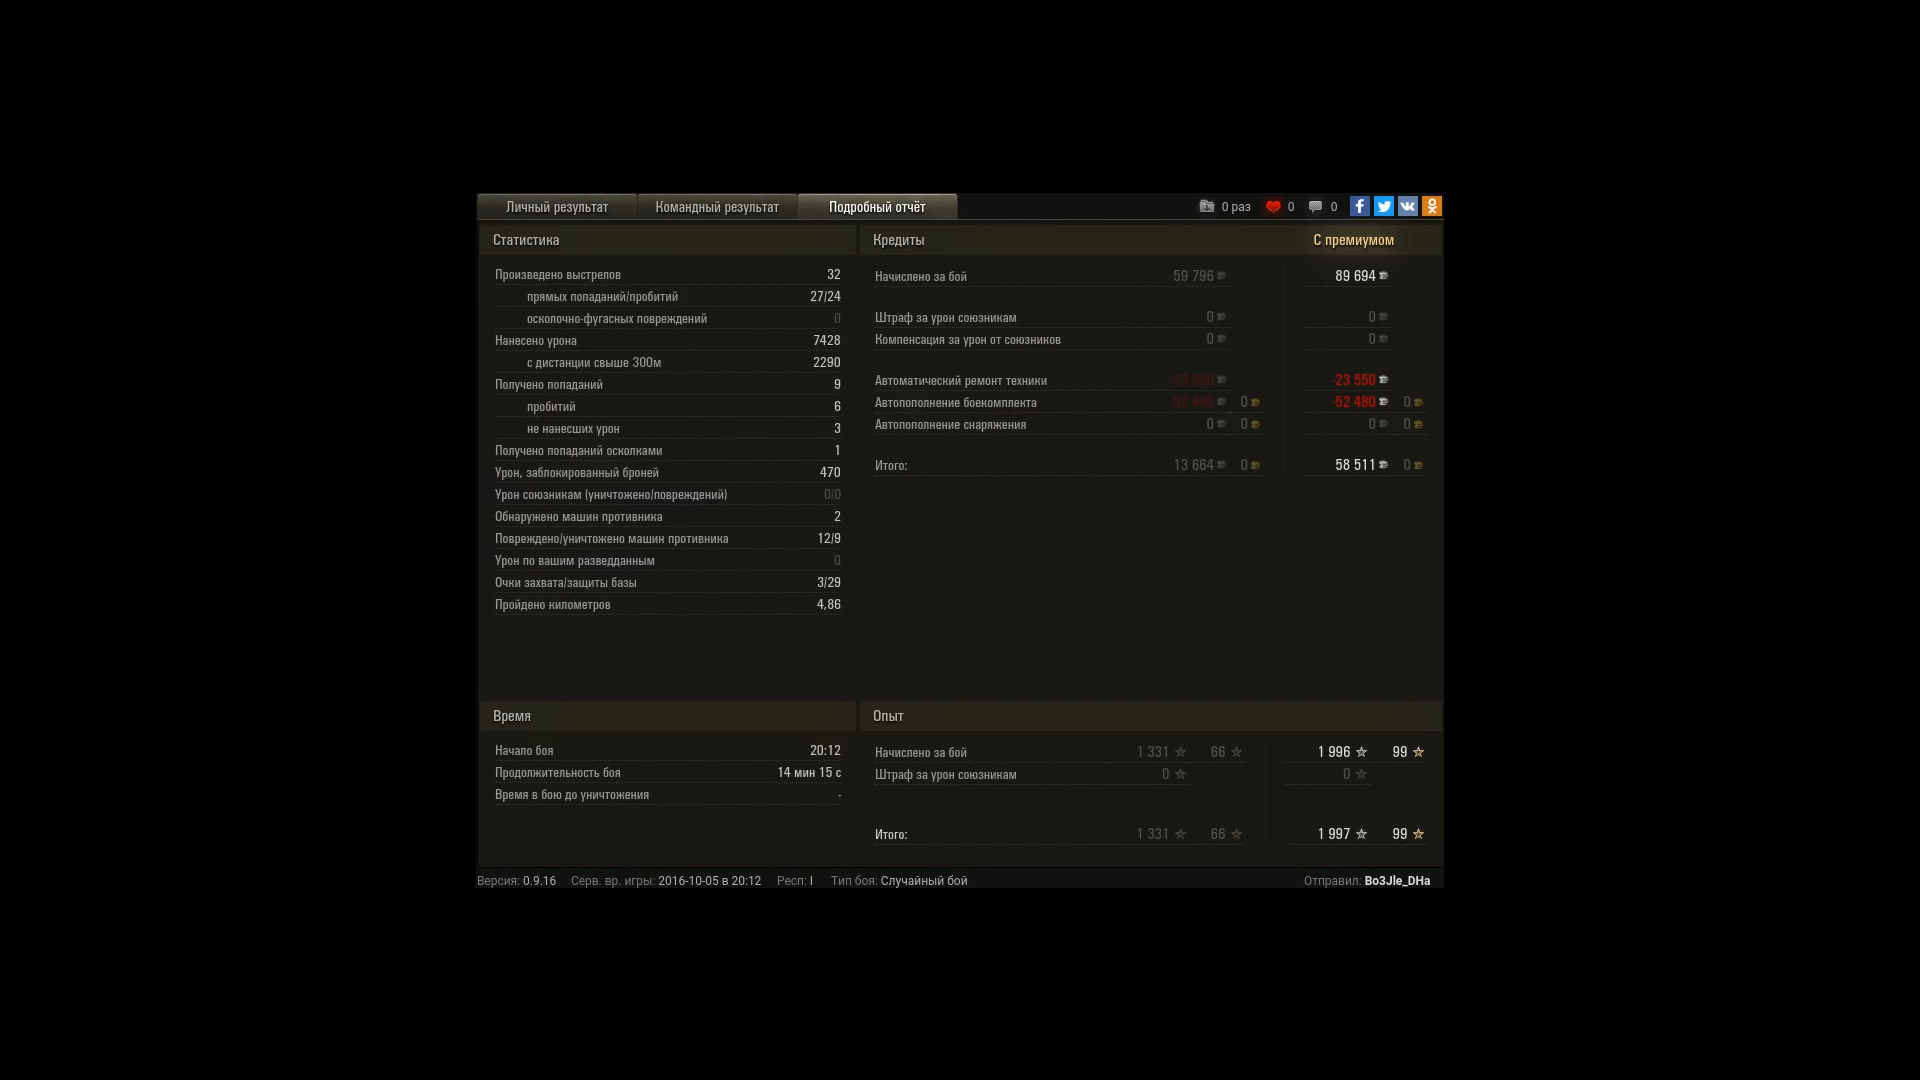 Личный результат Командный результат Подробный отчёт 0 раз 0 0
Статистика
Произведено выстрелов 32
прямых попаданий/пробитий 27/24
осколочно-фугасных повреждений 0
Нанесено урона 7428
с дистанции свыше 300м 2290
Получено попаданий 9
пробитий 6
не нанесших урон 3
Получено попаданий осколками 1
Урон, заблокированный броней 470
Урон союзникам (уничтожено/повреждений) 0/0
Обнаружено машин противника 2
Повреждено/уничтожено машин противника 12/9
Урон по вашим разведданным 0
Очки захвата/защиты базы 3/29
Пройдено километров 4,86
Кредиты С премиумом
Начислено за бой 59 796 89 694
Штраф за урон союзникам 0 0
Компенсация за урон от союзников 0 0
Автоматический ремонт техники -23 550 -23 550
Автопополнение боекомплекта -52 480 0 -52 480 0
Автопополнение снаряжения 0 0 0 0
Итого: 13 664 0 58 511 0
Время
Начало боя 20:12
Продолжительность боя 14 мин 15 с
Время в бою до уничтожения -
Опыт
Начислено за бой 1 331 66 1 996 99
Штраф за урон союзникам 0 0
Итого: 1 331 66 1 997 99
Версия: 0.9.16 Серв. вр. игры: 2016-10-05 в 20:12 Респ: I Тип боя: Случайный бой Отправил: Bo3Jle_DHa